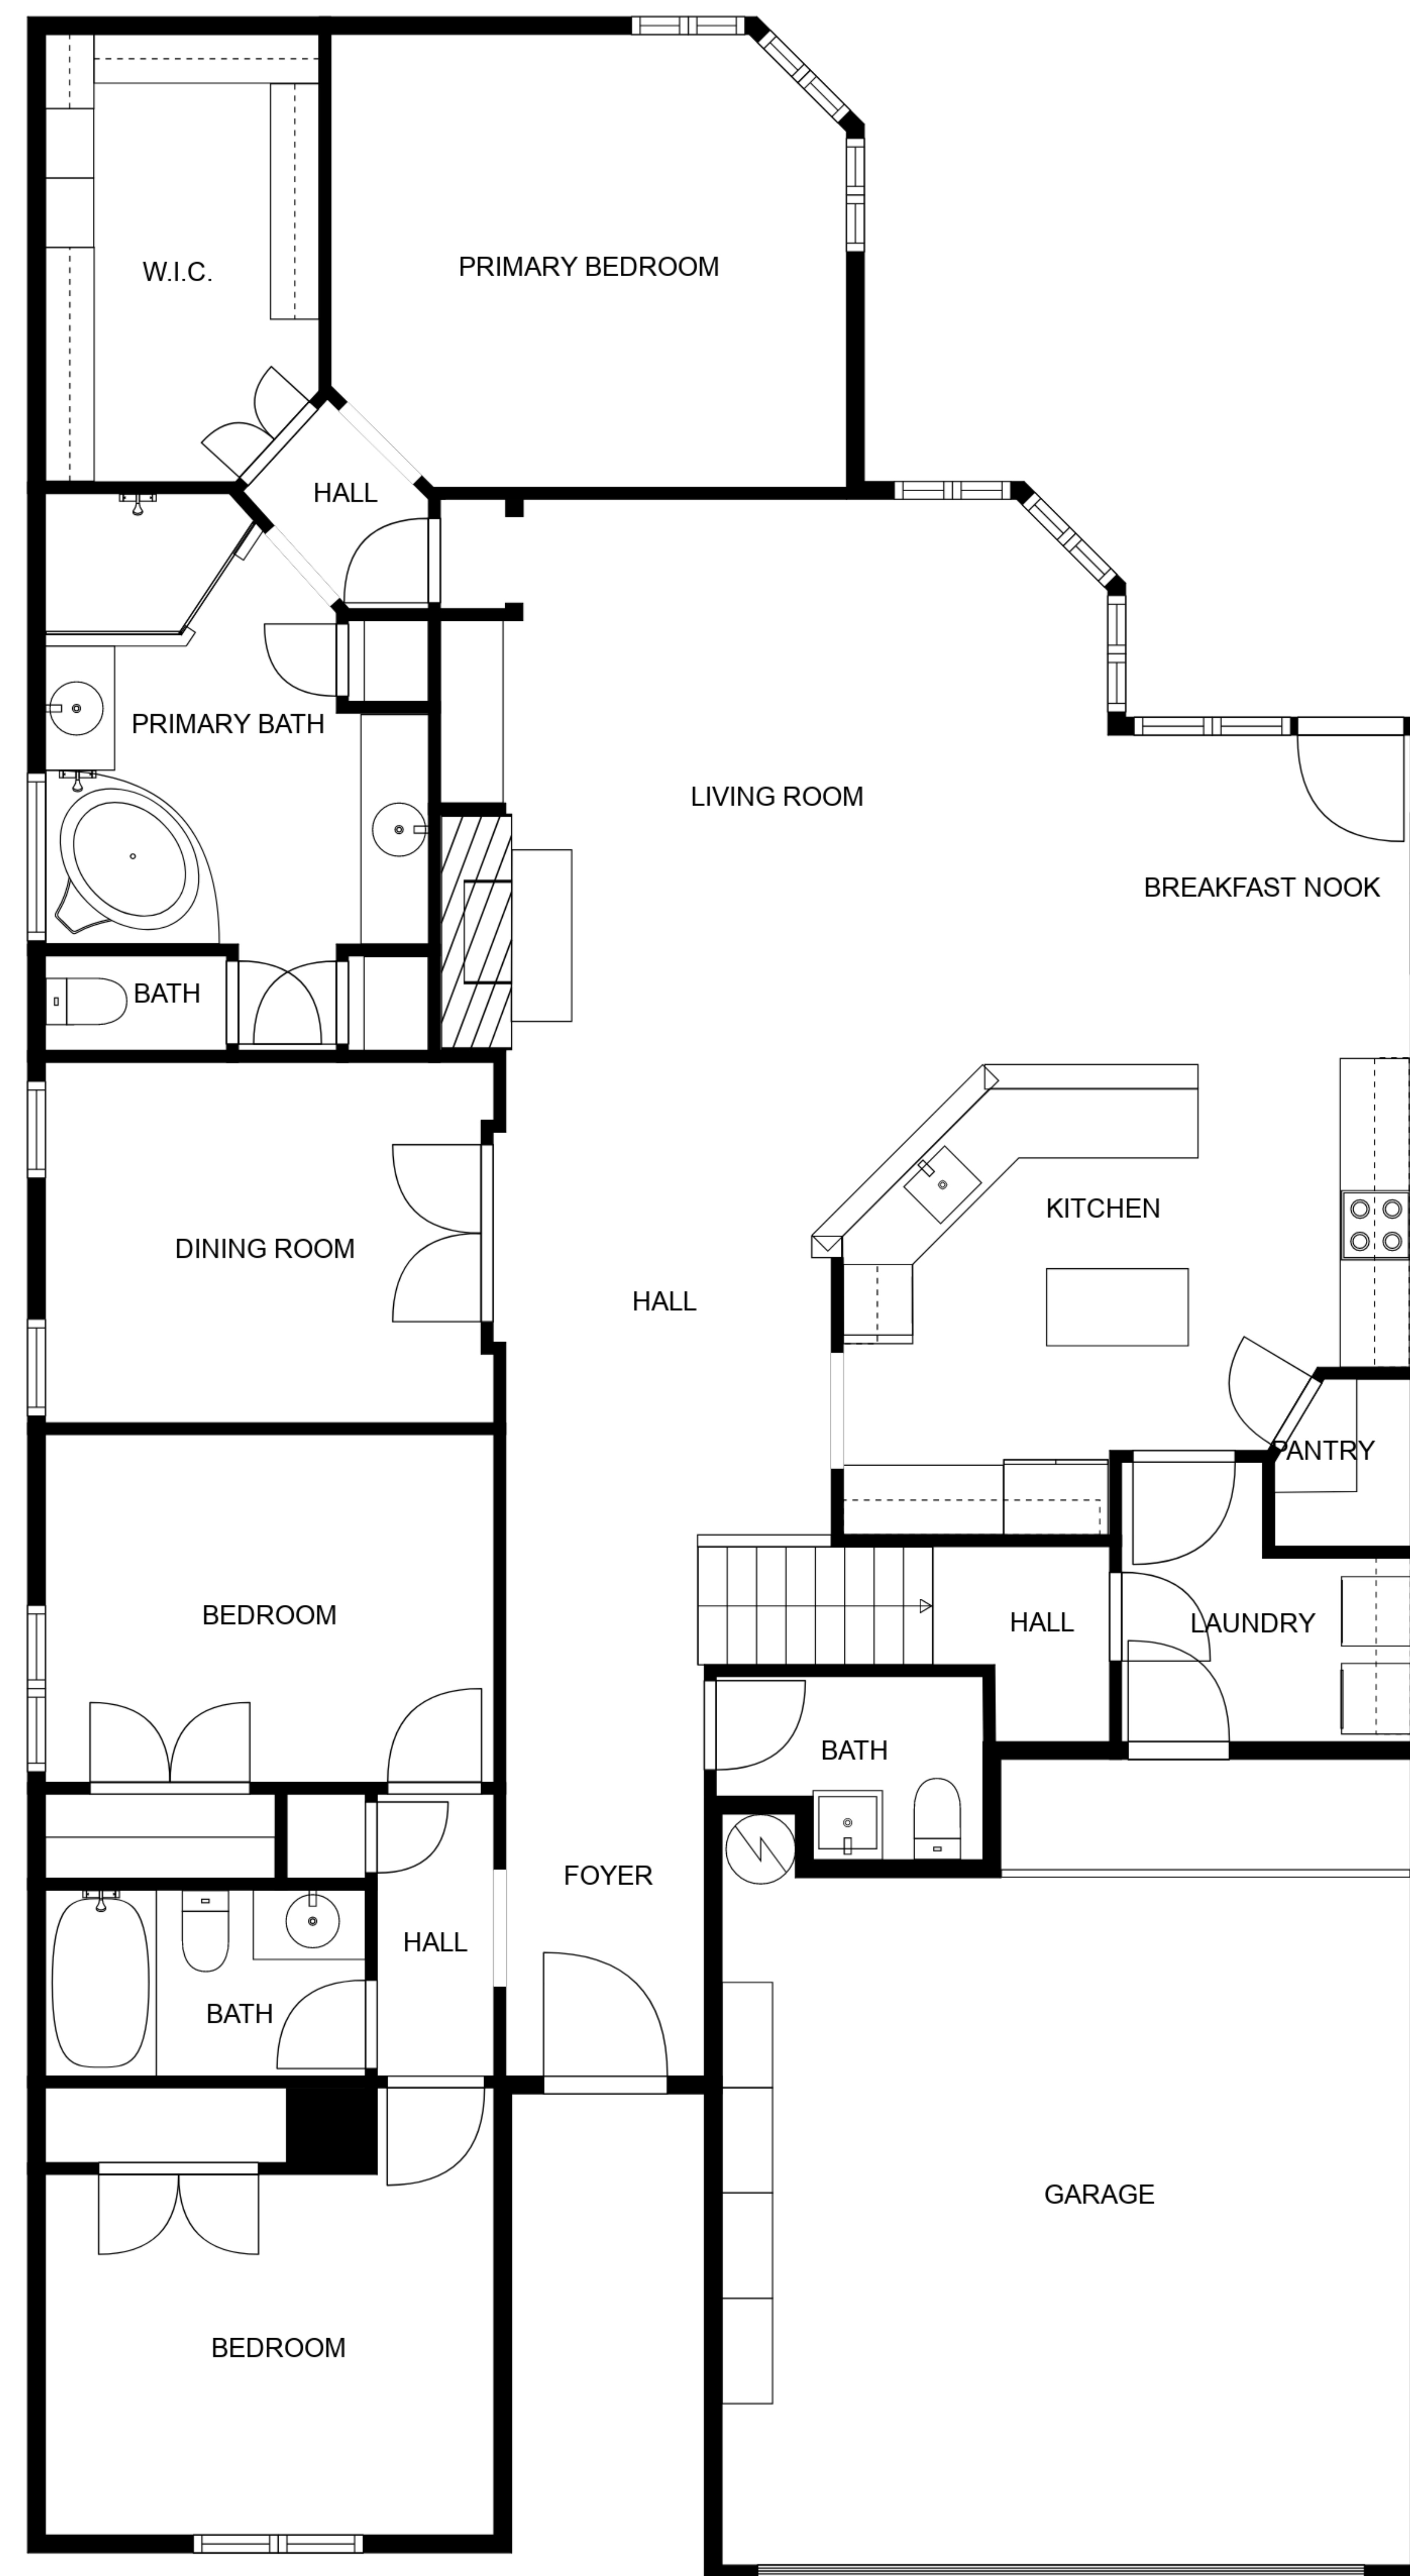 W.I.C.
PRIMARY BEDROOM
HALL
PRIMARY BATH
LIVING ROOM
BREAKFAST NOOK
BATH
KITCHEN
DINING ROOM
HALL
PANTRY
BEDROOM
HALL
LAUNDRY
BATH
FOYER
HALL
BATH
GARAGE
BEDROOM